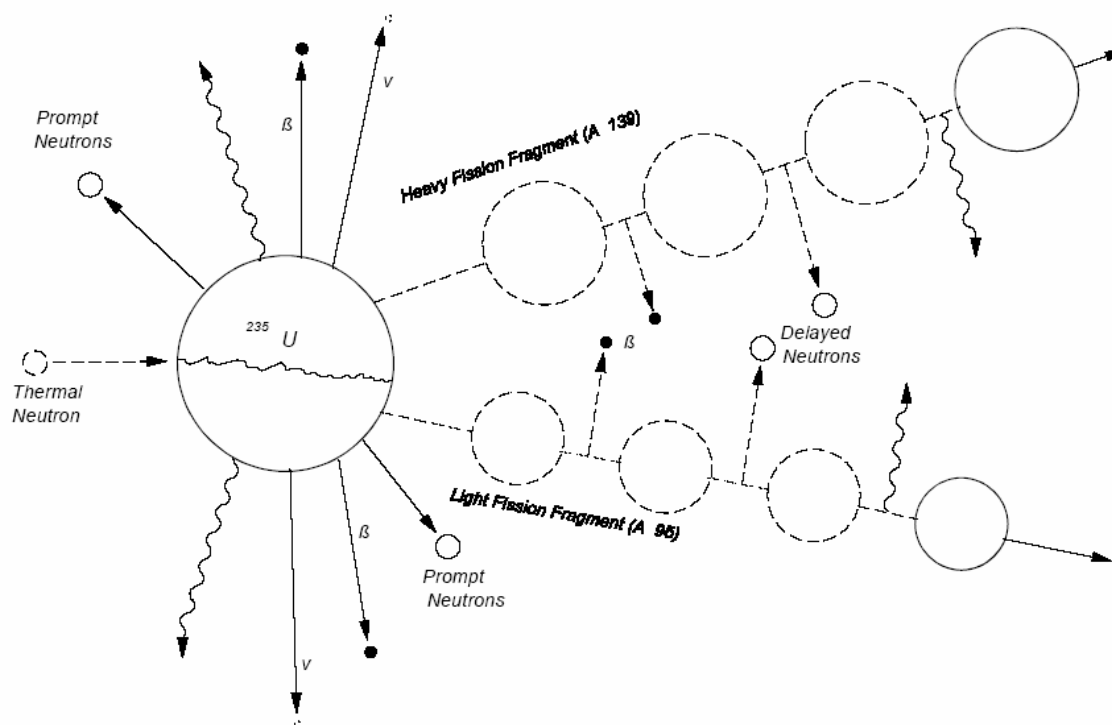 v
ß
Prompt
Neutrons
Heavy Fission Fragment (A 139)
235 U
Thermal
Neutron
Delayed
Neutrons
ß
Light Fission Fragment (A 95)
ß
Prompt
Neutrons
v